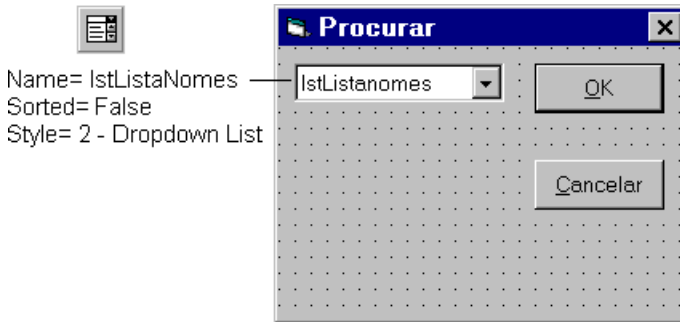 Procurar
Name= lstListaNomes
Sorted= False
Style= 2 - Dropdown List
lstListanomes
OK
Cancelar